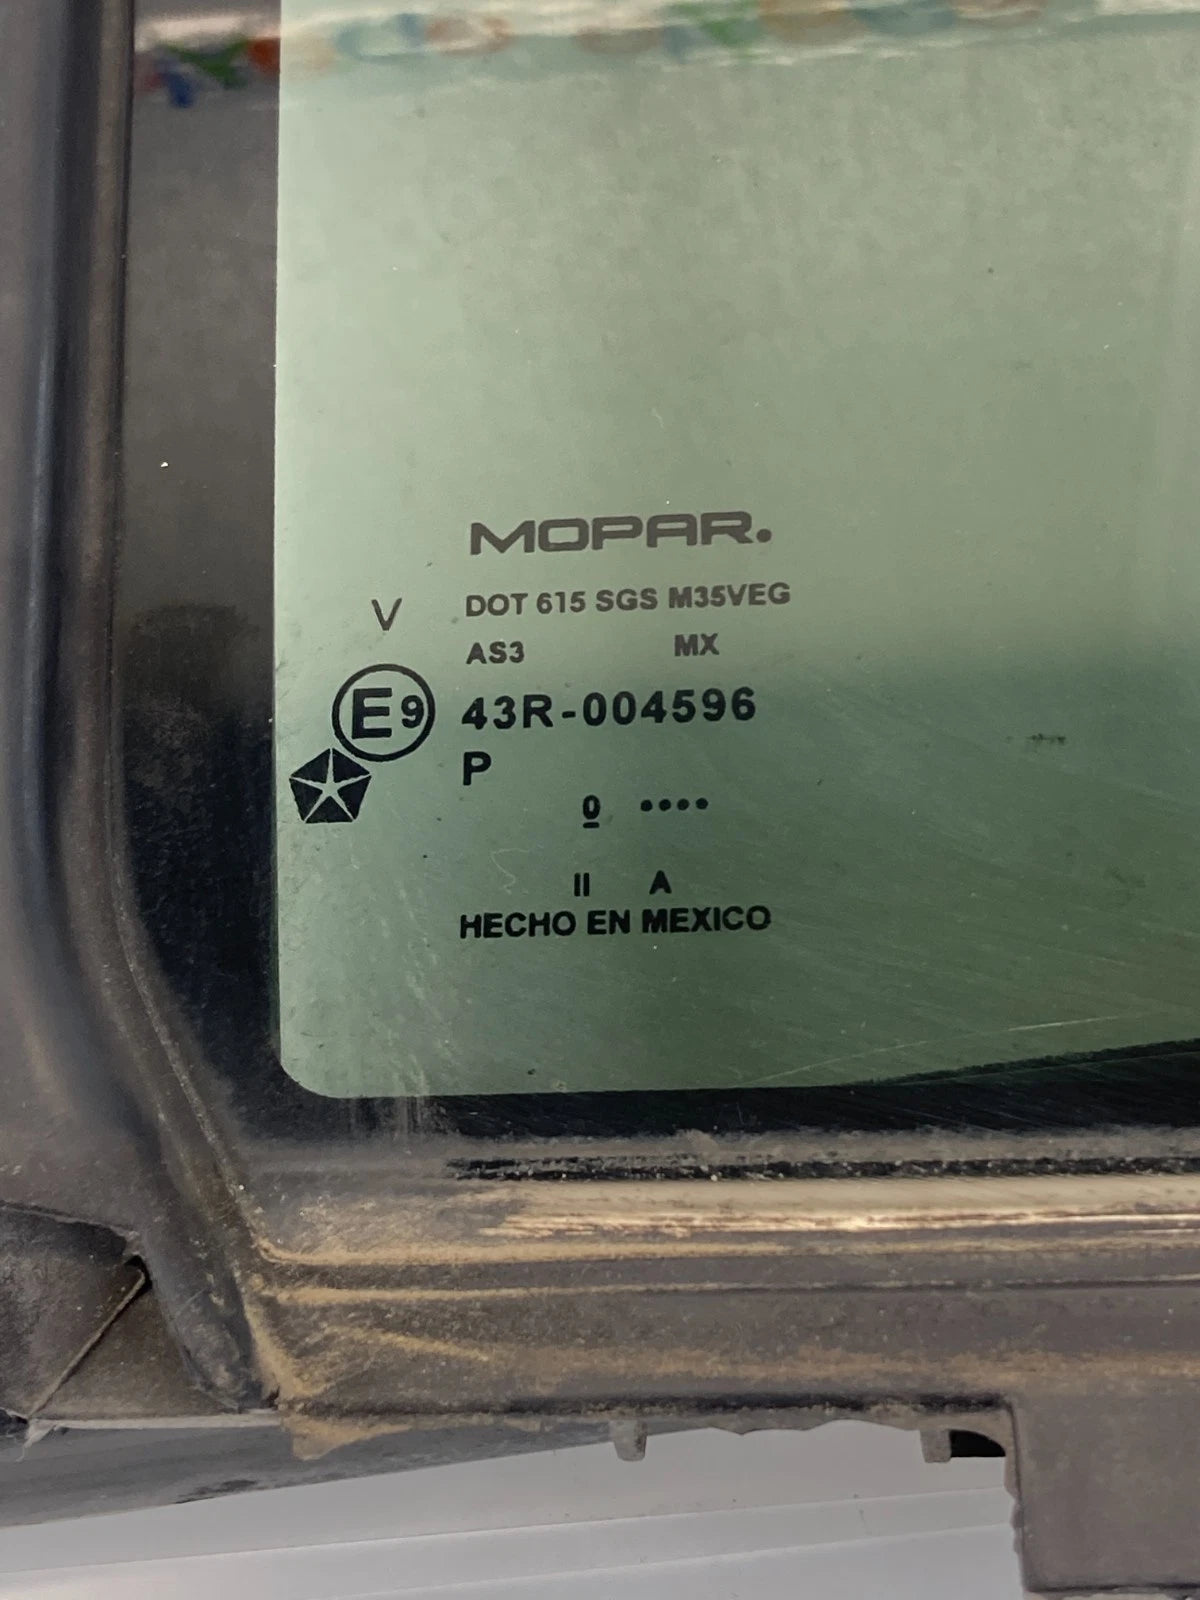 MOPAR.
V DOT 615 SGS M35VEG
AS3 MX
E9 43R-004596
P
0 ••••
II A
HECHO EN MEXICO